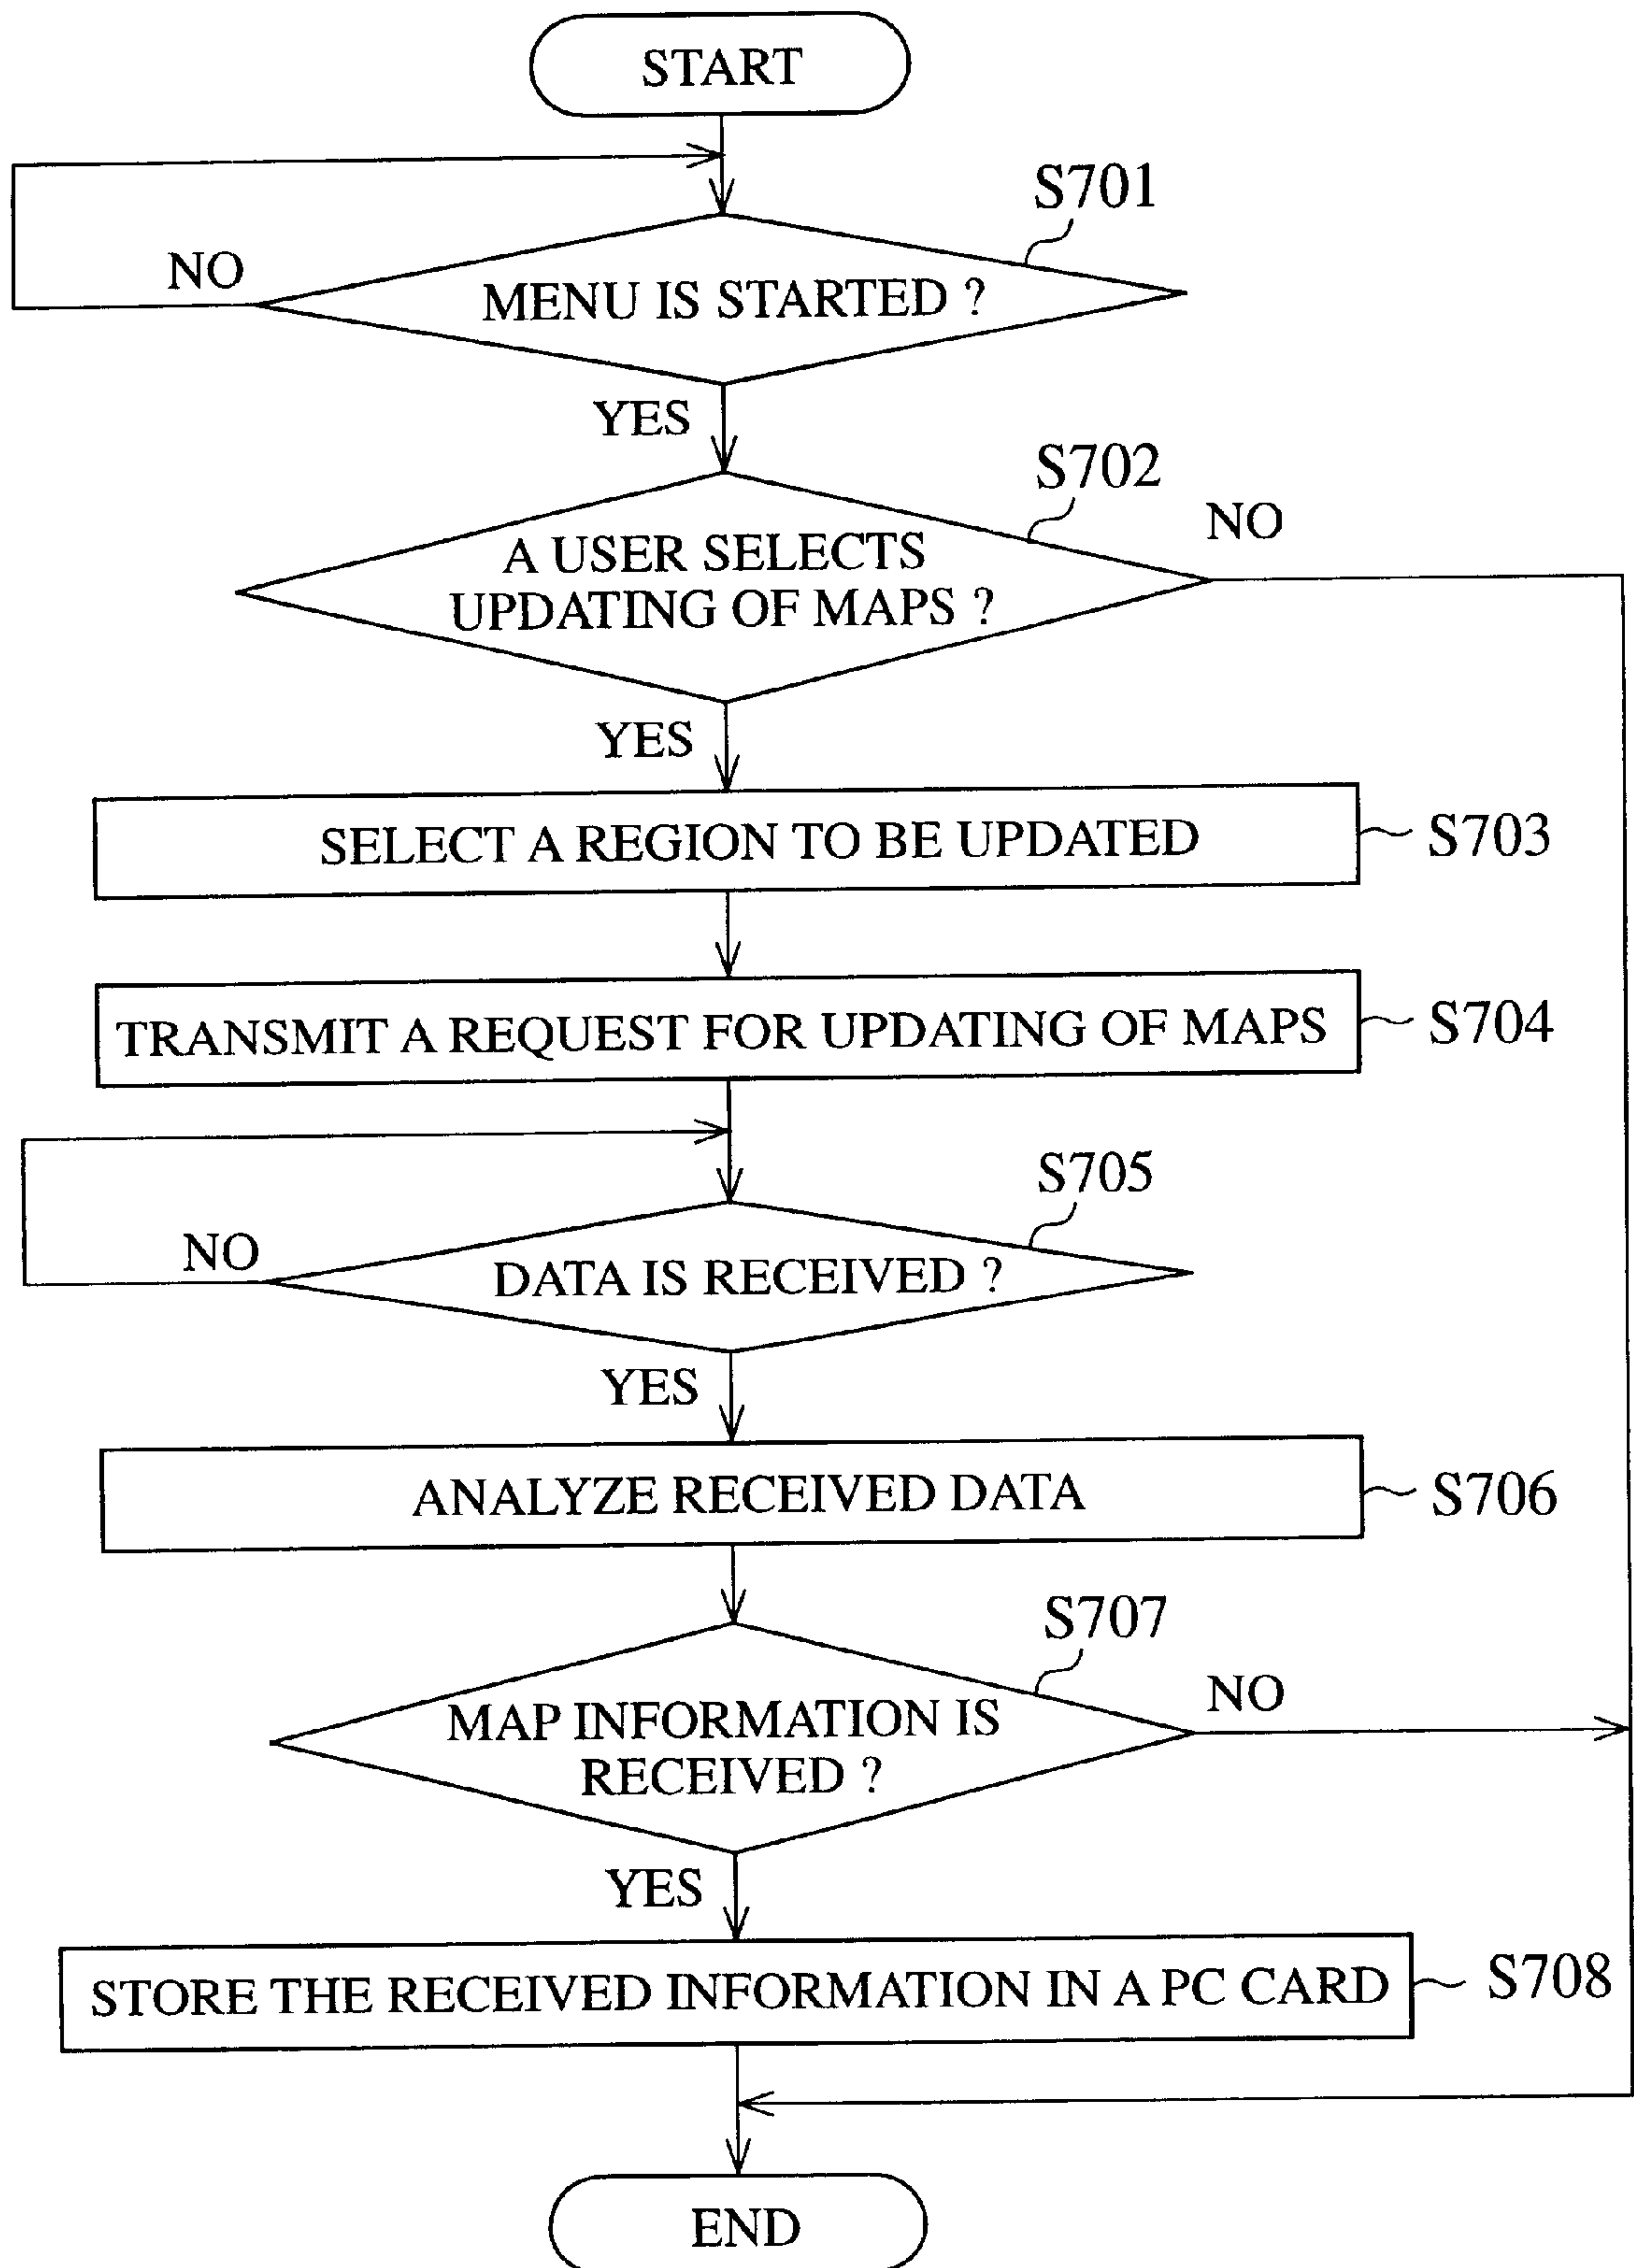 START
S701
NO
MENU IS STARTED ?
YES
S702
NO
A USER SELECTS
UPDATING OF MAPS ?
YES
SELECT A REGION TO BE UPDATED
S703
TRANSMIT A REQUEST FOR UPDATING OF MAPS
S704
S705
NO
DATA IS RECEIVED ?
YES
ANALYZE RECEIVED DATA
S706
S707
NO
MAP INFORMATION IS
RECEIVED ?
YES
STORE THE RECEIVED INFORMATION IN A PC CARD
S708
END